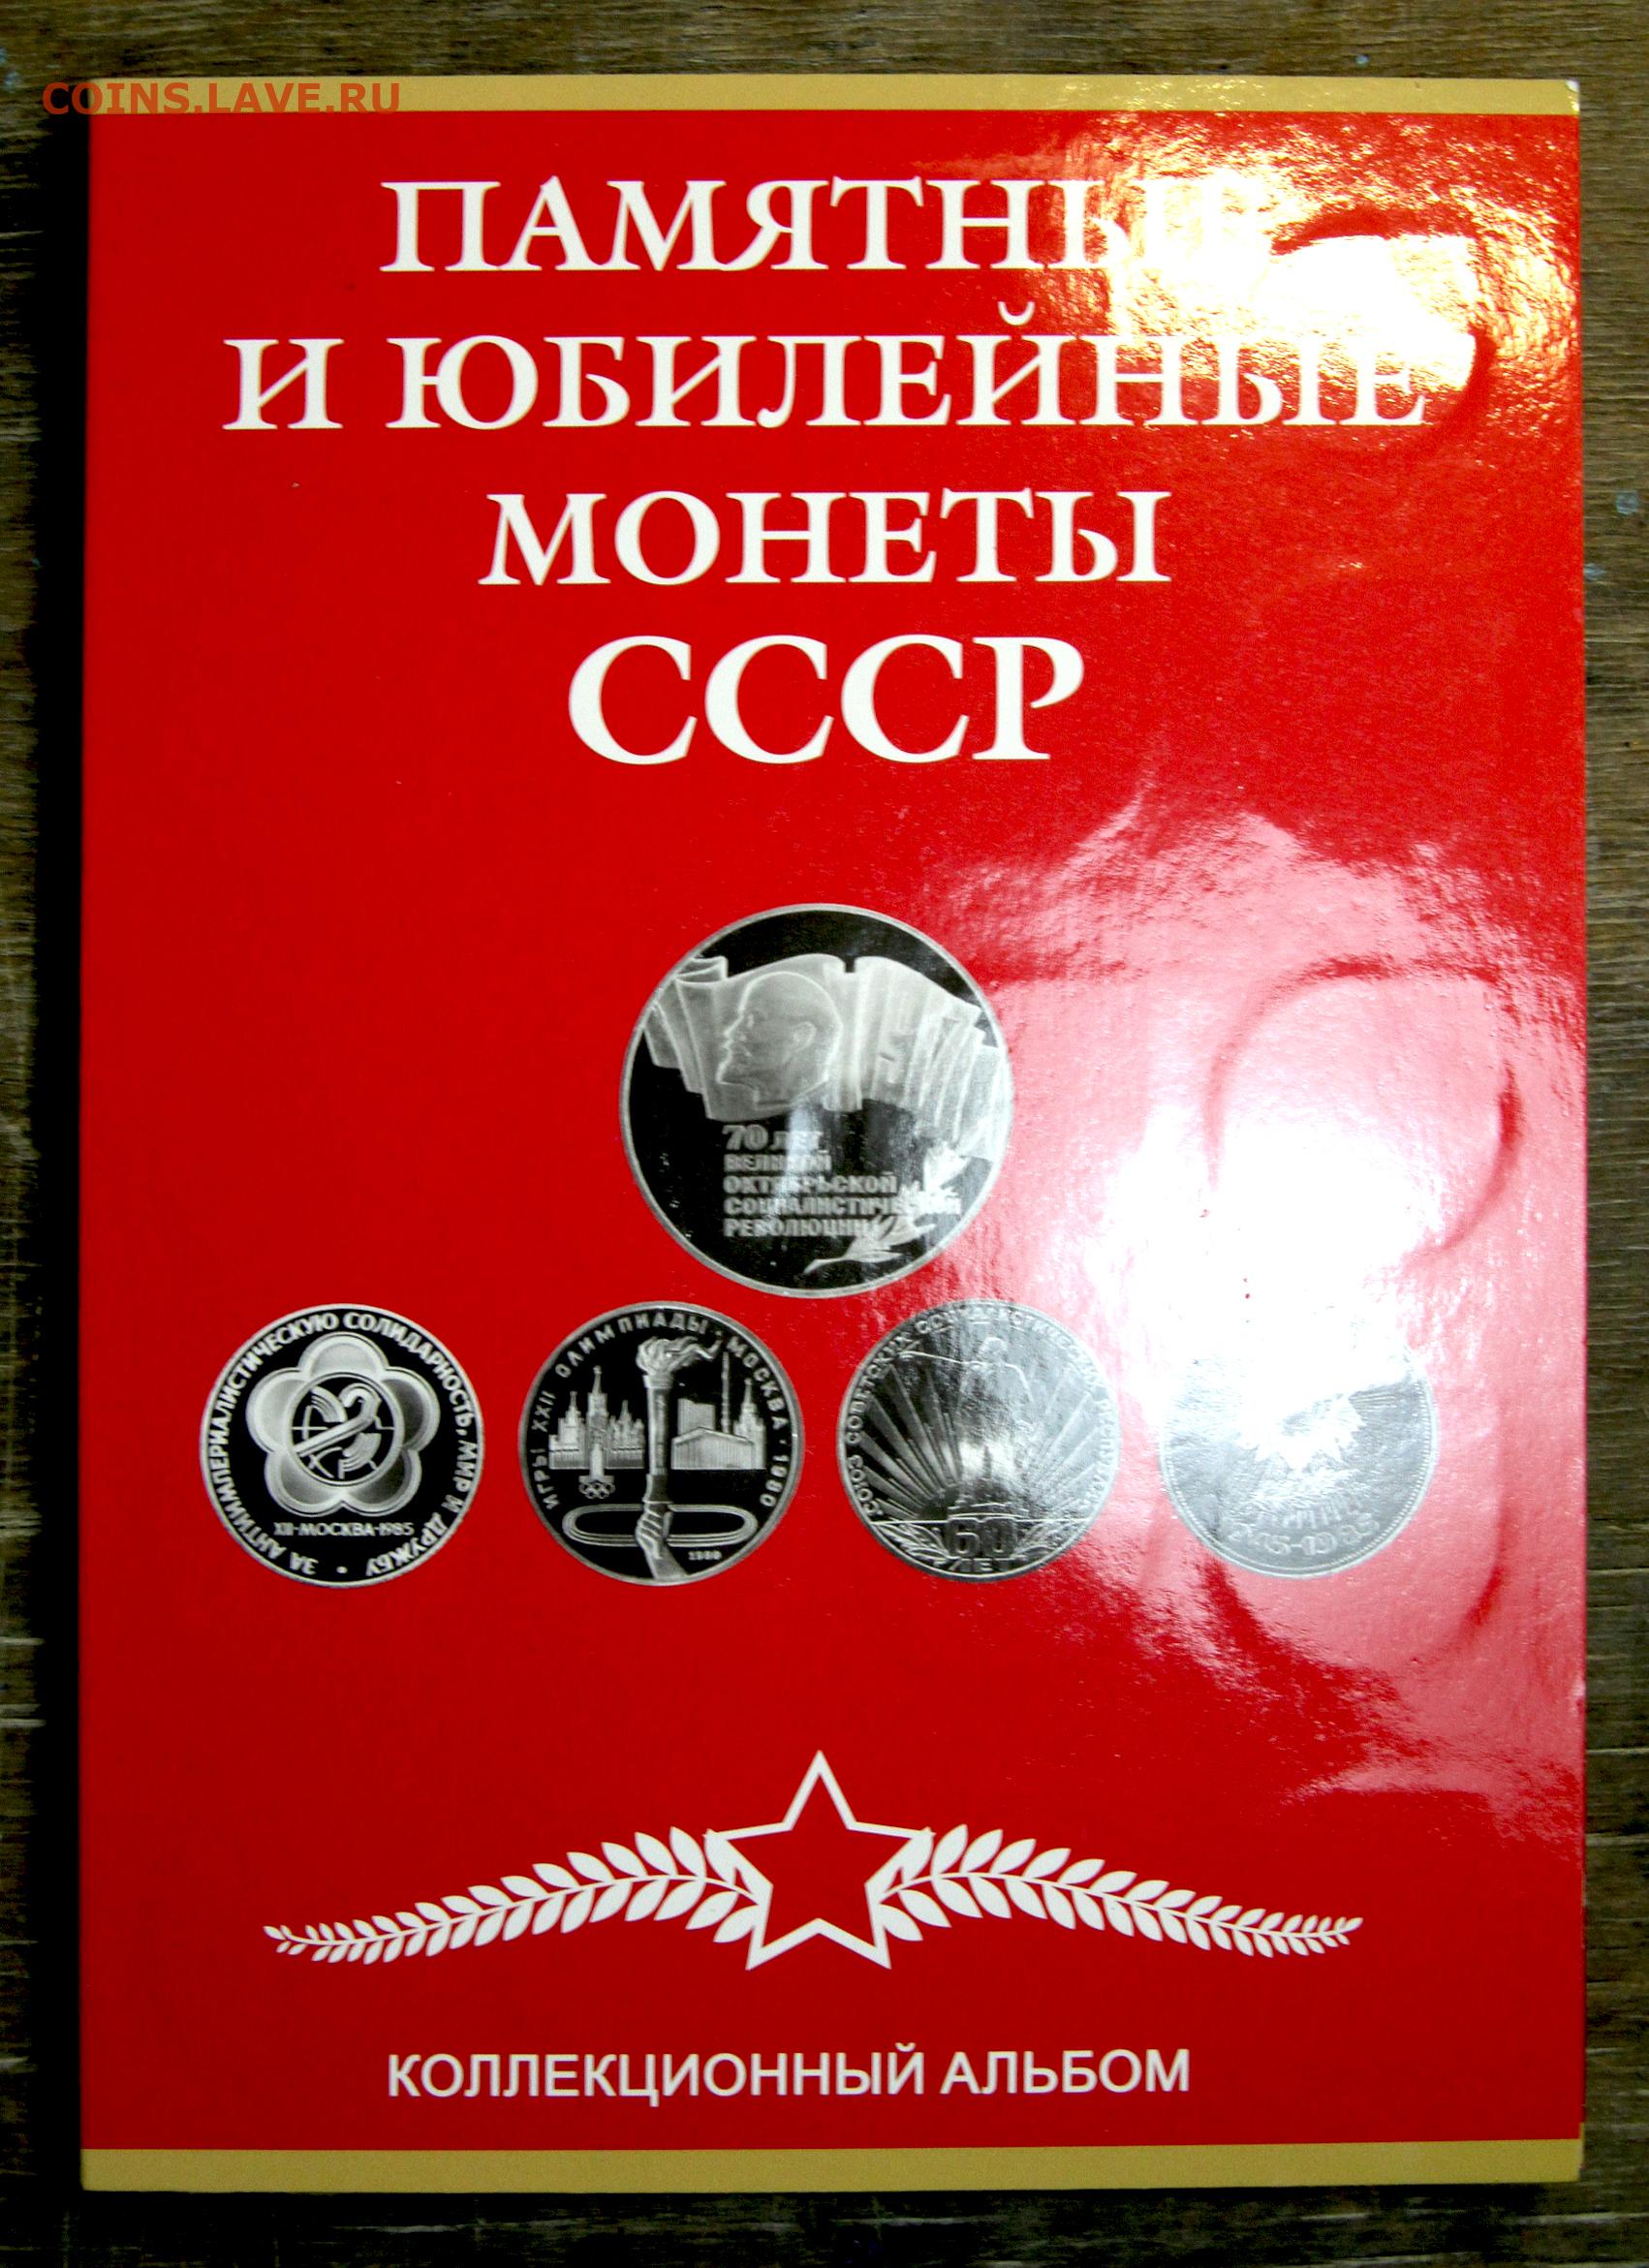 COINS.LAVE.RU
ПАМЯТНЫЕ
И ЮБИЛЕЙНЫЕ
МОНЕТЫ
СССР
70 ЛЕТ
ВЕЛИКОЙ
ОКТЯБРЬСКОЙ
СОЦИАЛИСТИЧЕСКОЙ
РЕВОЛЮЦИИ
ЗА АНТИИМПЕРИАЛИСТИЧЕСКУЮ СОЛИДАРНОСТЬ, МИР И ДРУЖБУ •
XII-МОСКВА-1985
ИГРЫ XXII ОЛИМПИАДЫ · МОСКВА · 1980
1980
СОЮЗ СОВЕТСКИХ СОЦИАЛИСТИЧЕСКИХ РЕСПУБЛИК
60
ЛЕТ
КОЛЛЕКЦИОННЫЙ АЛЬБОМ